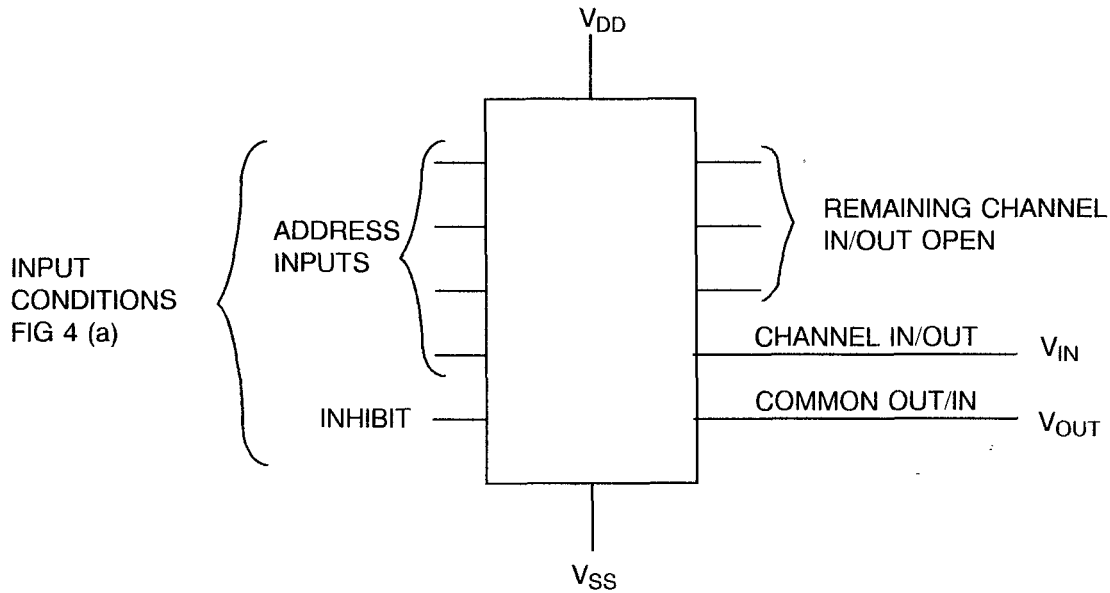 VDD
ADDRESS
INPUTS
REMAINING CHANNEL
IN/OUT OPEN
INPUT
CONDITIONS
FIG 4 (a)
CHANNEL IN/OUT
VIN
INHIBIT
COMMON OUT/IN
VOUT
VSS